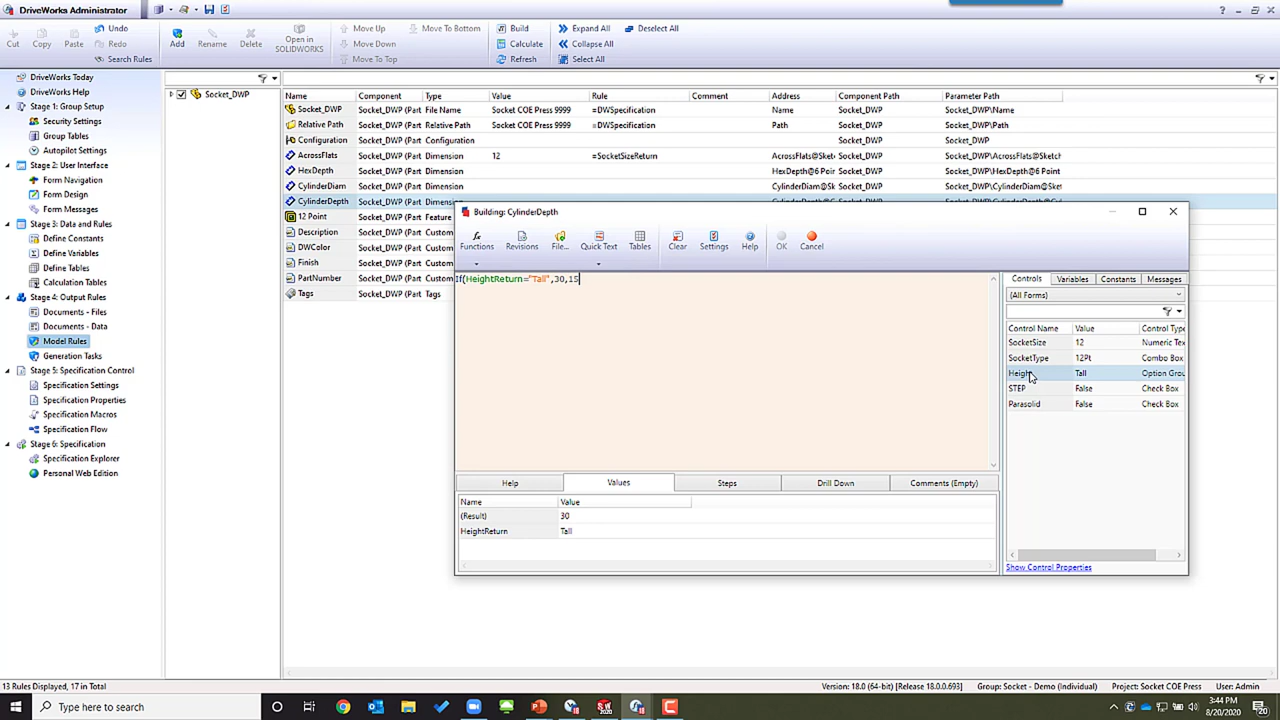 DriveWorks Administrator
Cut
Copy
Paste
Undo
Redo
Search Rules
Add
Rename
Delete
Open in
SOLIDWORKS
Move Up
Move Down
Move To Top
Move To Bottom
Build
Calculate
Refresh
Expand All
Collapse All
Select All
Deselect All
DriveWorks Today
DriveWorks Help
Stage 1: Group Setup
Security Settings
Group Tables
Autopilot Settings
Stage 2: User Interface
Form Navigation
Form Design
Form Messages
Stage 3: Data and Rules
Define Constants
Define Variables
Define Tables
Calculation Tables
Stage 4: Output Rules
Documents - Files
Documents - Data
Model Rules
Generation Tasks
Stage 5: Specification Control
Specification Settings
Specification Properties
Specification Macros
Specification Flow
Stage 6: Specification
Specification Explorer
Personal Web Edition
Socket_DWP
Name Component Type Value Rule Comment Address Component Path Parameter Path
Socket_DWP Socket_DWP (Part File Name Socket COE Press 9999 =DWSpecification Name Socket_DWP Socket_DWP\Name
Relative Path Socket_DWP (Part Relative Path Socket COE Press 9999 =DWSpecification Path Socket_DWP Socket_DWP\Path
Configuration Socket_DWP (Part Configuration Socket_DWP Socket_DWP
AcrossFlats Socket_DWP (Part Dimension 12 =SocketSizeReturn AcrossFlats@Sketc Socket_DWP Socket_DWP\AcrossFlats@Sketch
HexDepth Socket_DWP (Part Dimension HexDepth@6 Point Socket_DWP Socket_DWP\HexDepth@6 Point
CylinderDiam Socket_DWP (Part Dimension CylinderDiam@Sk Socket_DWP Socket_DWP\CylinderDiam@Sket
CylinderDepth Socket_DWP (Part
12 Point Socket_DWP (Part Feature
Description Socket_DWP (Part Custom
DWColor Socket_DWP (Part Custom
Finish Socket_DWP (Part Custom
PartNumber Socket_DWP (Part Custom
Tags Socket_DWP (Part Tags
Building: CylinderDepth
Functions
Revisions
File...
Quick Text
Tables
Clear
Settings
Help
OK
Cancel
If(HeightReturn="Tall",30,15
Controls Variables Constants Messages
(All Forms)
Control Name Value Control Type
SocketSize 12 Numeric Tex
SocketType 12Pt Combo Box
Height Tall Option Grou
STEP False Check Box
Parasolid False Check Box
Show Control Properties
Help Values Steps Drill Down Comments (Empty)
Name Value
(Result) 30
HeightReturn Tall
13 Rules Displayed, 17 in Total
Version: 18.0 (64-bit) [Release 18.0.0.693]
Group: Socket - Demo (Individual)
Project: Socket COE Press
User: Admin
Type here to search
3:44 PM
8/20/2020
20